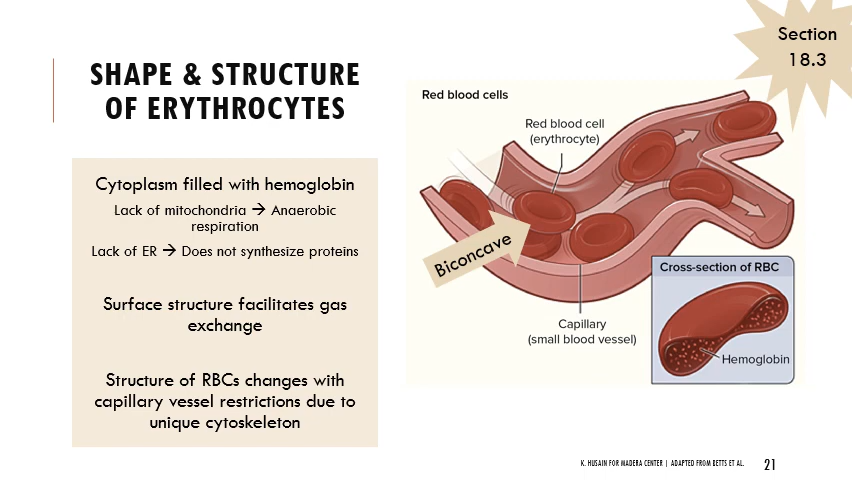 Section
18.3
SHAPE & STRUCTURE
OF ERYTHROCYTES
Cytoplasm filled with hemoglobin
Lack of mitochondria → Anaerobic
respiration
Lack of ER → Does not synthesize proteins
Surface structure facilitates gas
exchange
Structure of RBCs changes with
capillary vessel restrictions due to
unique cytoskeleton
Red blood cells
Red blood cell
(erythrocyte)
Biconcave
Capillary
(small blood vessel)
Cross-section of RBC
Hemoglobin
K. HUSAIN FOR MADERA CENTER | ADAPTED FROM BETTS ET AL.
21